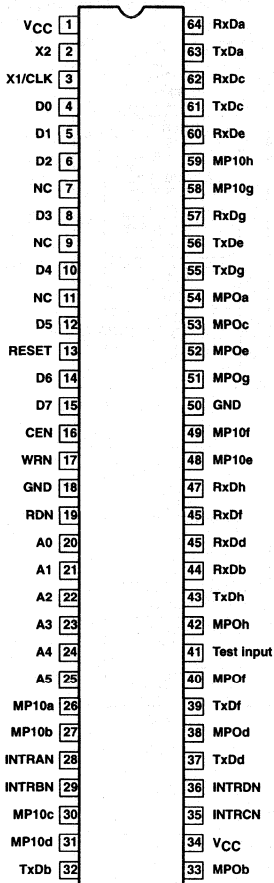 VCC 1 64 RxDa
X2 2 63 TxDa
X1/CLK 3 62 RxDc
D0 4 61 TxDc
D1 5 60 RxDe
D2 6 59 MP10h
NC 7 58 MP10g
D3 8 57 RxDg
NC 9 56 TxDe
D4 10 55 TxDg
NC 11 54 MPOa
D5 12 53 MPOc
RESET 13 52 MPOe
D6 14 51 MPOg
D7 15 50 GND
CEN 16 49 MP10f
WRN 17 48 MP10e
GND 18 47 RxDh
RDN 19 45 RxDf
A0 20 45 RxDd
A1 21 44 RxDb
A2 22 43 TxDh
A3 23 42 MPOh
A4 24 41 Test input
A5 25 40 MPOf
MP10a 26 39 TxDf
MP10b 27 38 MPOd
INTRAN 28 37 TxDd
INTRBN 29 36 INTRDN
MP10c 30 35 INTRCN
MP10d 31 34 VCC
TxDb 32 33 MPOb